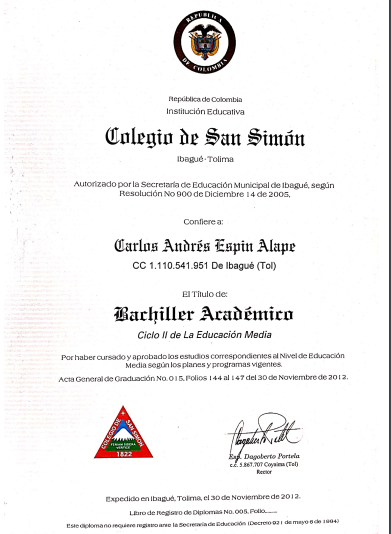 REPÚBLICA
DE COLOMBIA
República de Colombia
Institución Educativa
Colegio de San Simón
Ibagué-Tolima
Autorizado por la Secretaría de Educación Municipal de Ibagué, según
Resolución No 900 de Diciembre 14 de 2005,
Confiere a:
Carlos Andrés Espin Alape
CC 1.110.541.951 De Ibagué (Tol)
El Título de:
Bachiller Académico
Ciclo II de La Educación Media
Por haber cursado y aprobado los estudios correspondientes al Nivel de Educación
Media según los planes y programas vigentes.
Acta General de Graduación No. 015, Folios 144 al 147 del 30 de Noviembre de 2012.
COLEGIO DE SAN SIMÓN
1822
Esp. Dagoberto Portela
c.c. 5.867.707 Coyaima (Tol)
Rector
Expedido en Ibagué, Tolima, el 30 de Noviembre de 2012.
Libro de Registro de Diplomas No. 005, Folio........
Este diploma no requiere registro ante la Secretaría de Educación (Decreto 921 de mayo 6 de 1994)